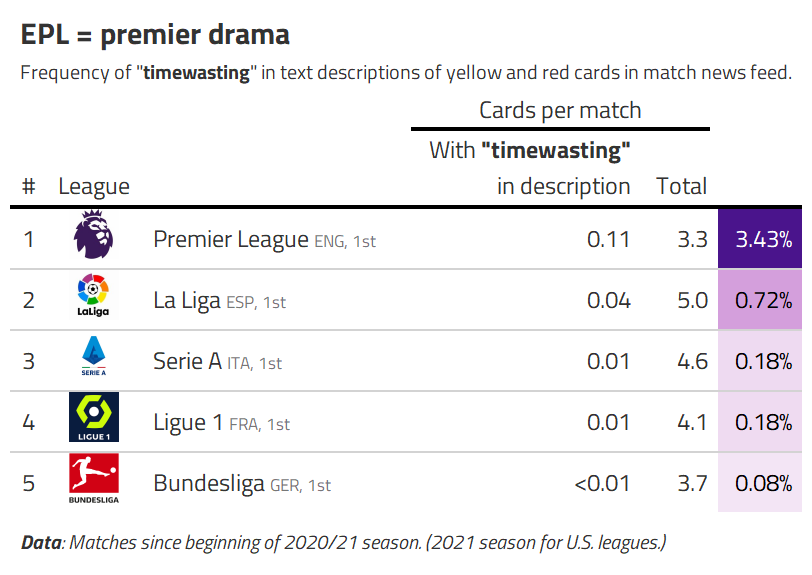 EPL = premier drama
Frequency of "timewasting" in text descriptions of yellow and red cards in match news feed.
Cards per match
With "timewasting"
# League in description Total
1 Premier League ENG, 1st 0.11 3.3 3.43%
2 LaLiga La Liga ESP, 1st 0.04 5.0 0.72%
3 SERIE A Serie A ITA, 1st 0.01 4.6 0.18%
4 LIGUE 1 Ligue 1 FRA, 1st 0.01 4.1 0.18%
5 BUNDESLIGA Bundesliga GER, 1st <0.01 3.7 0.08%
Data: Matches since beginning of 2020/21 season. (2021 season for U.S. leagues.)